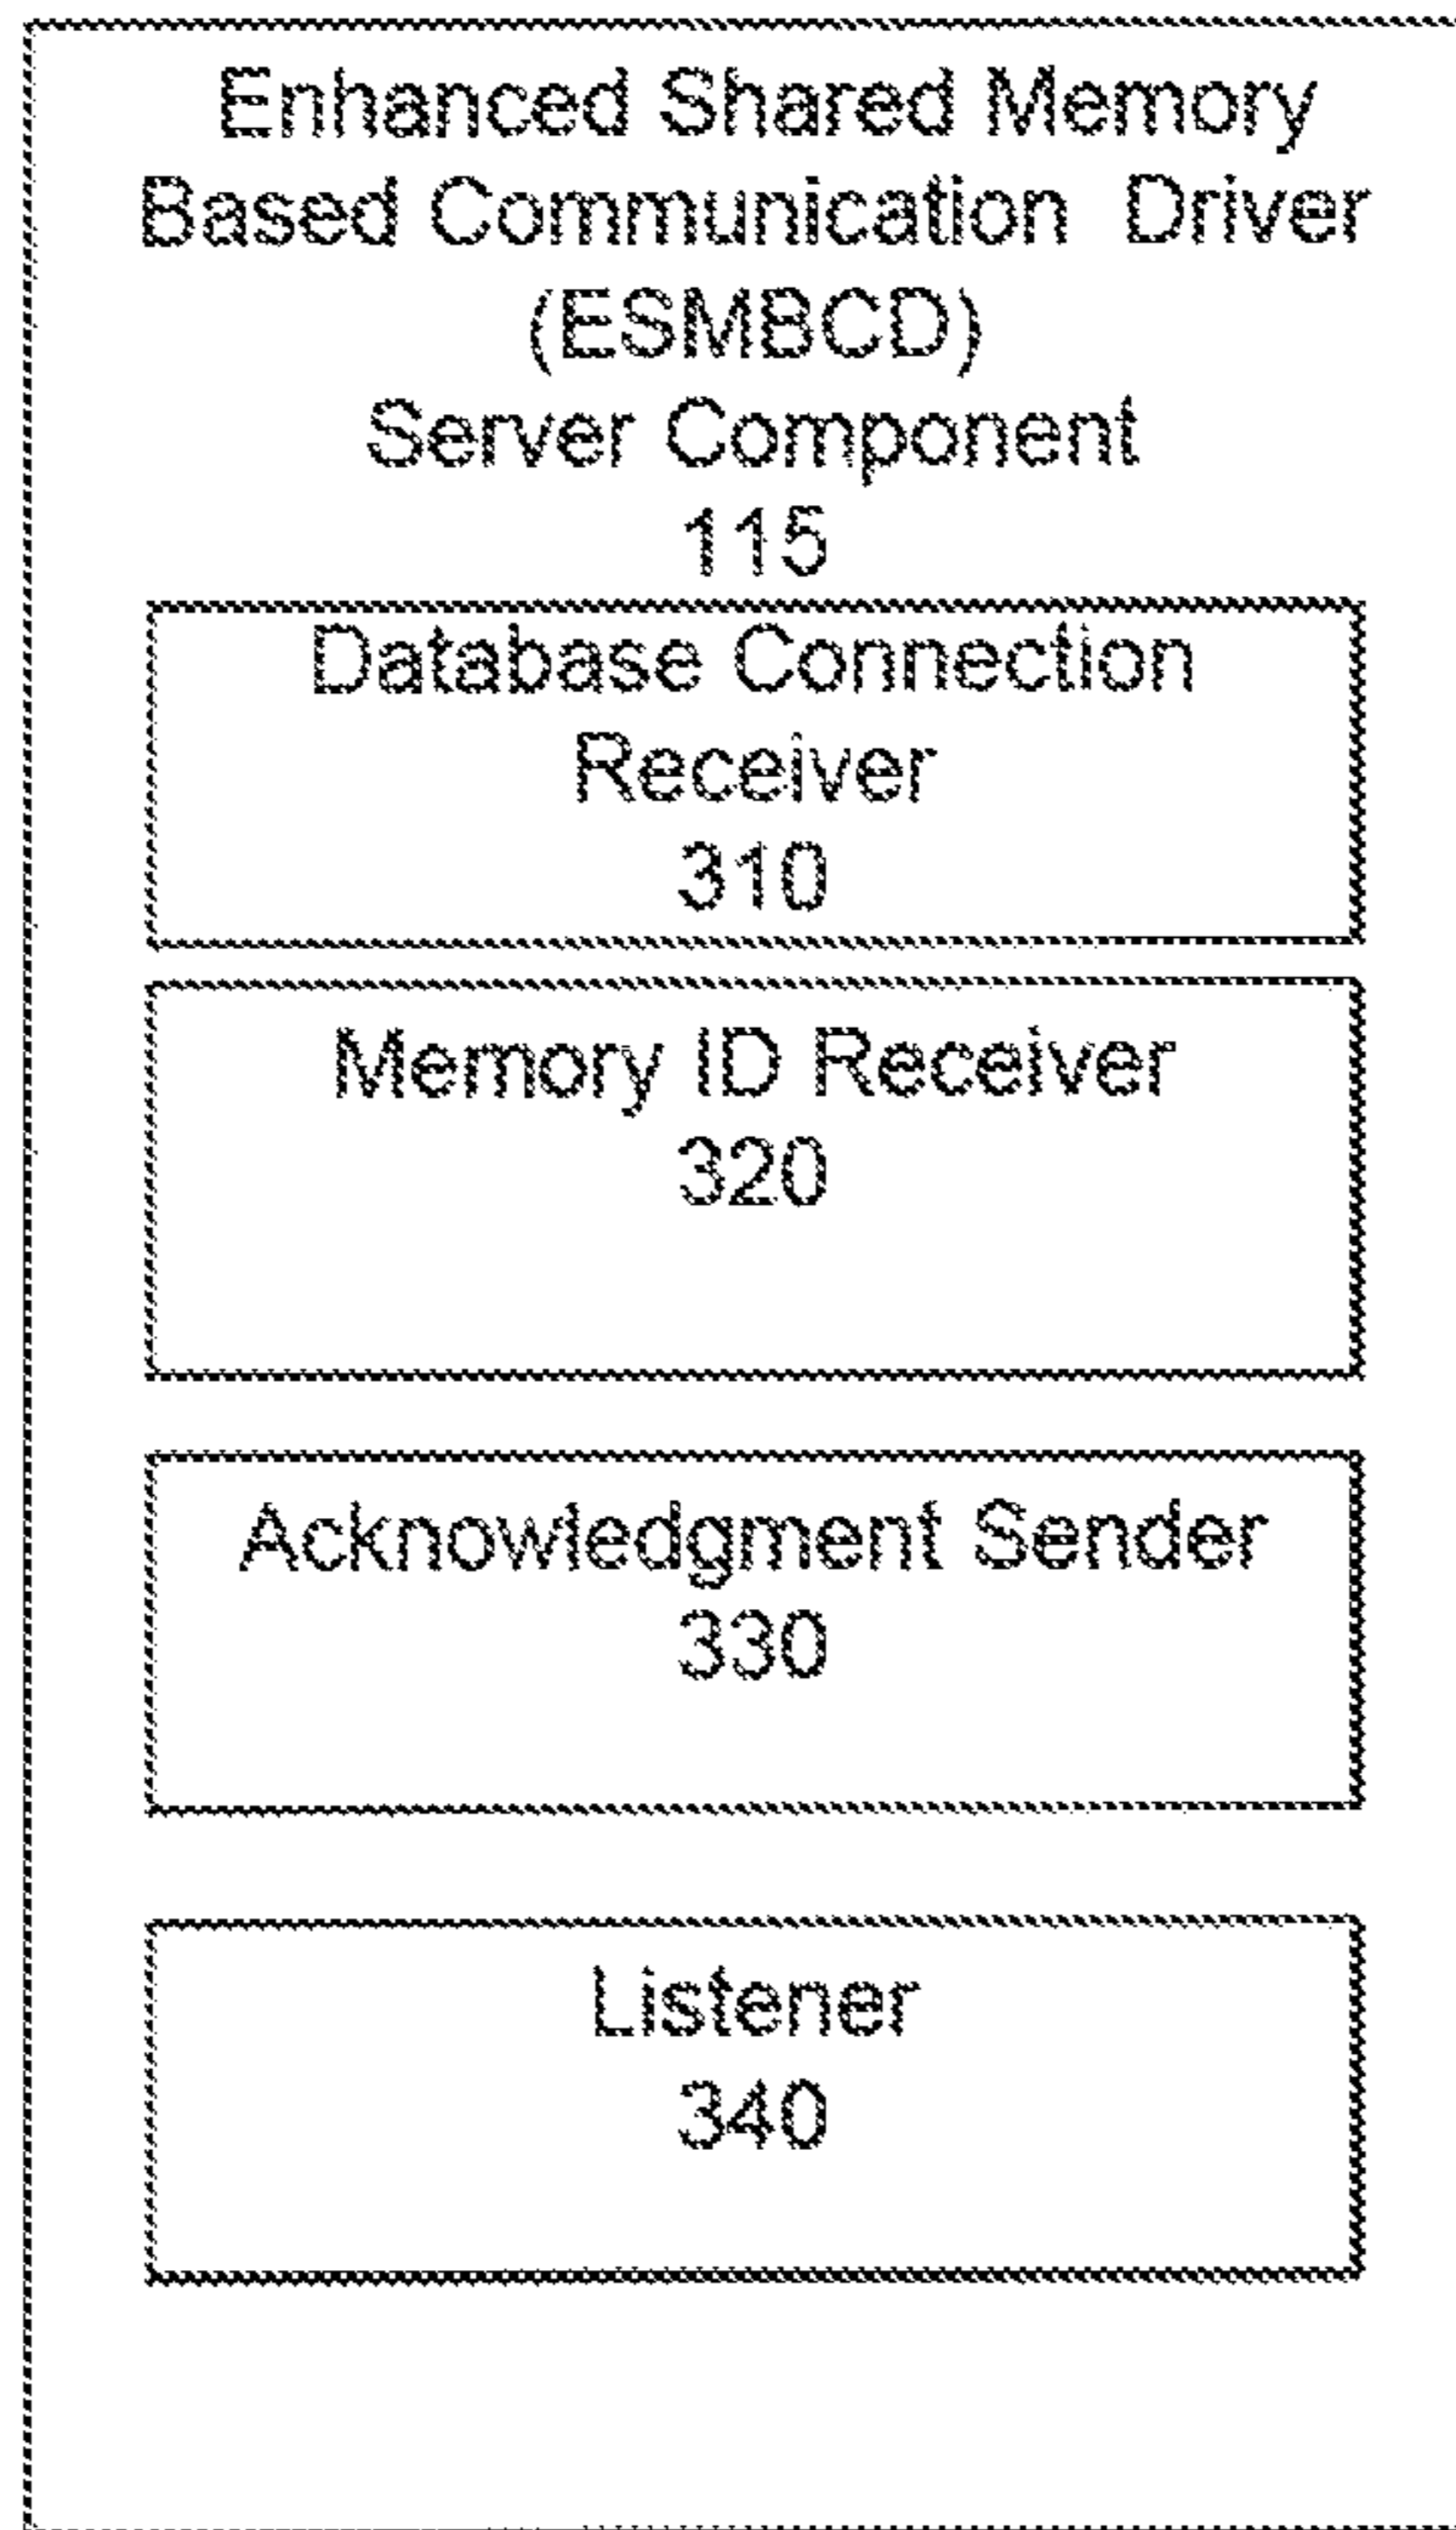 Enhanced Shared Memory
Based Communication Driver
(ESMBCD)
Server Component
115
Database Connection
Receiver
310
Memory ID Receiver
320
Acknowledgment Sender
330
Listener
340